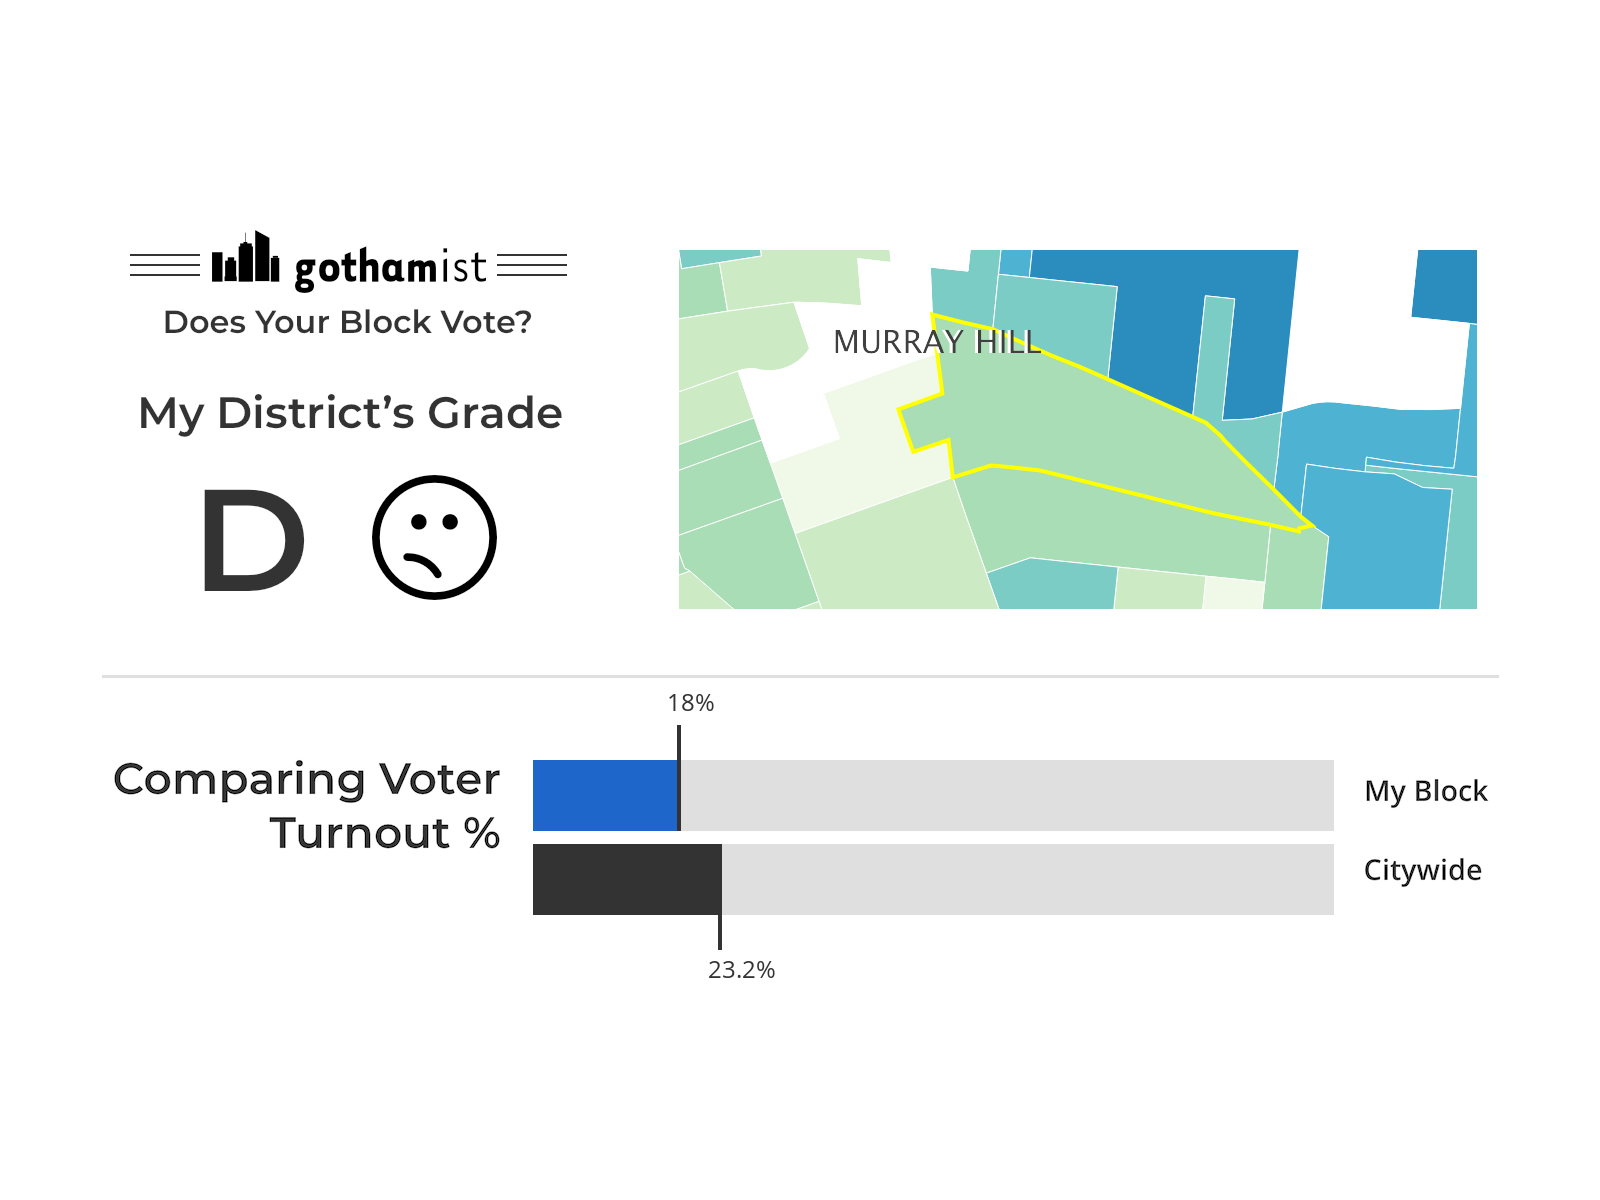 gothamist
Does Your Block Vote?
My District’s Grade
D
MURRAY HILL
Comparing Voter
Turnout %
18%
My Block
Citywide
23.2%